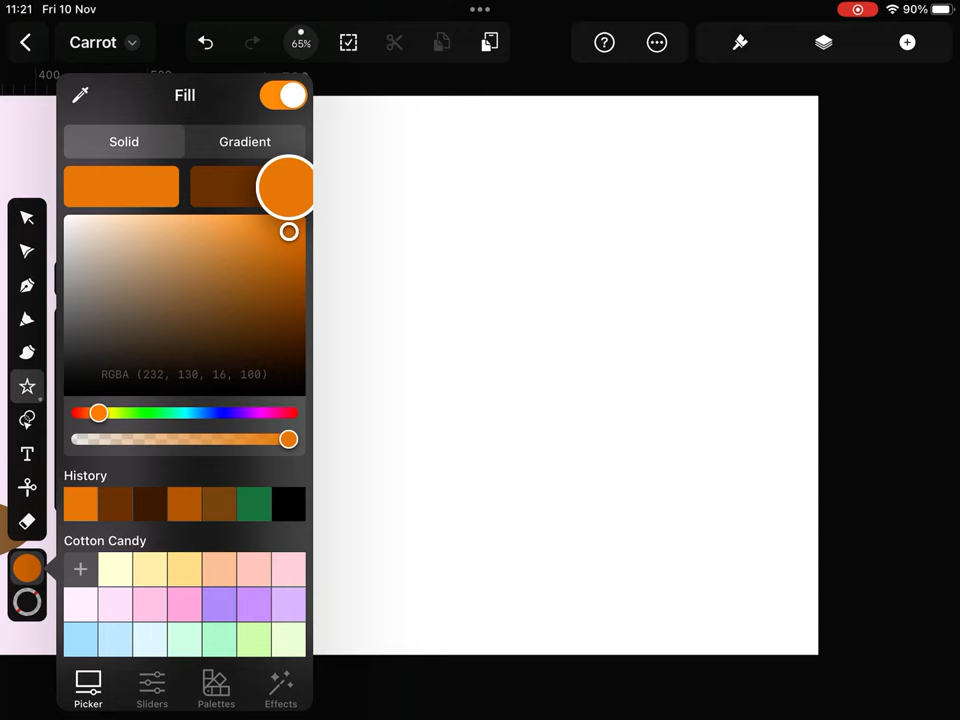 11:21 Fri 10 Nov
90%
Carrot
65%
400
Fill
Solid
Gradient
RGBA (232, 130, 16, 100)
History
T
Cotton Candy
Picker
Sliders
Palettes
Effects